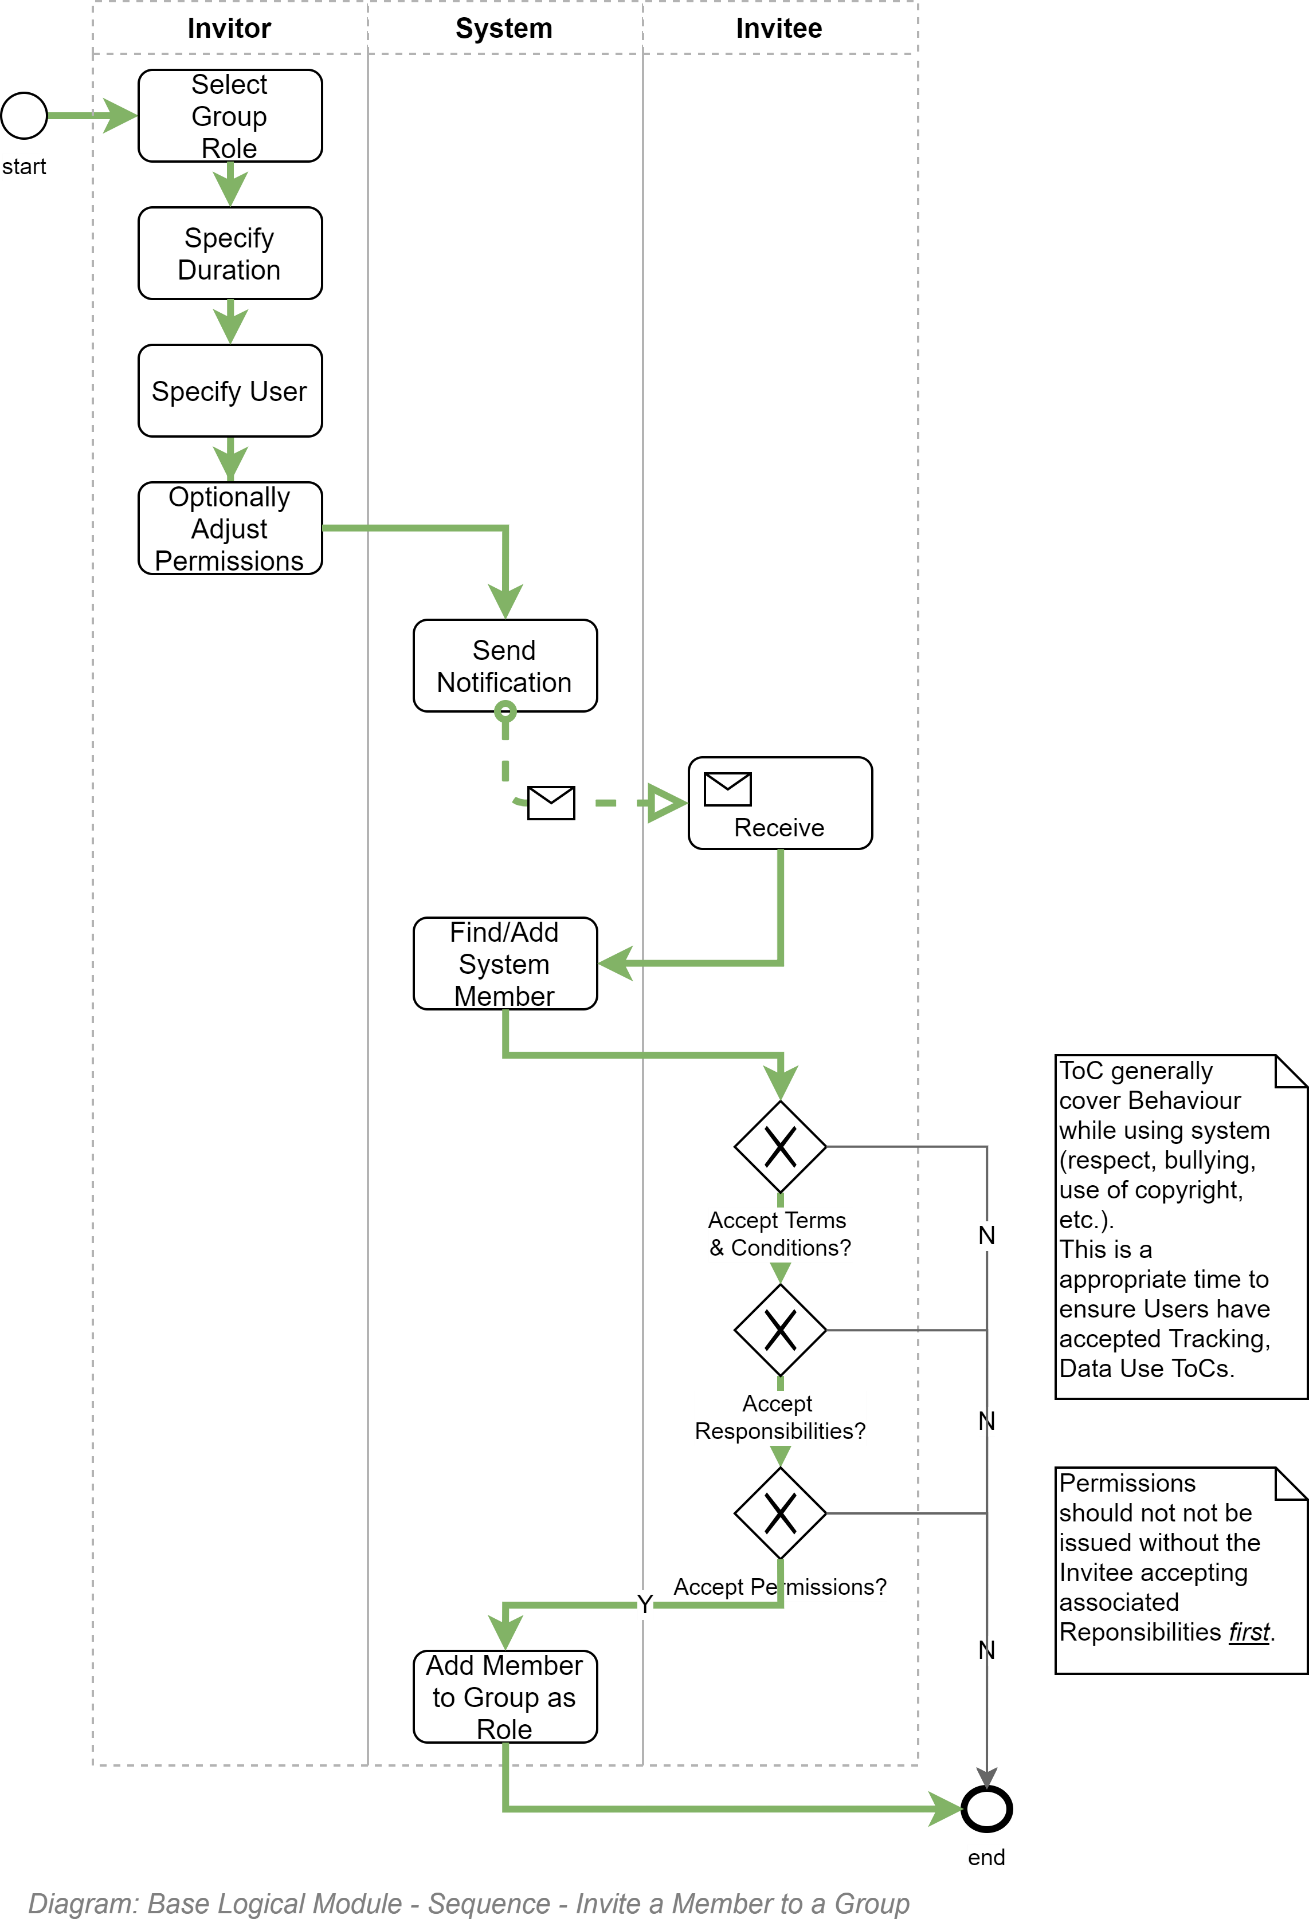 Invitor
System
Invitee
start
Select
Group
Role
Specify
Duration
Specify User
Optionally
Adjust
Permissions
Send
Notification
Receive
Find/Add
System
Member
Accept Terms
& Conditions?
N
Accept
Responsibilities?
N
Accept Permissions?
Y
N
Add Member
to Group as
Role
end
ToC generally
cover Behaviour
while using system
(respect, bullying,
use of copyright,
etc.).
This is a
appropriate time to
ensure Users have
accepted Tracking,
Data Use ToCs.
Permissions
should not not be
issued without the
Invitee accepting
associated
Reponsibilities first.
Diagram: Base Logical Module - Sequence - Invite a Member to a Group